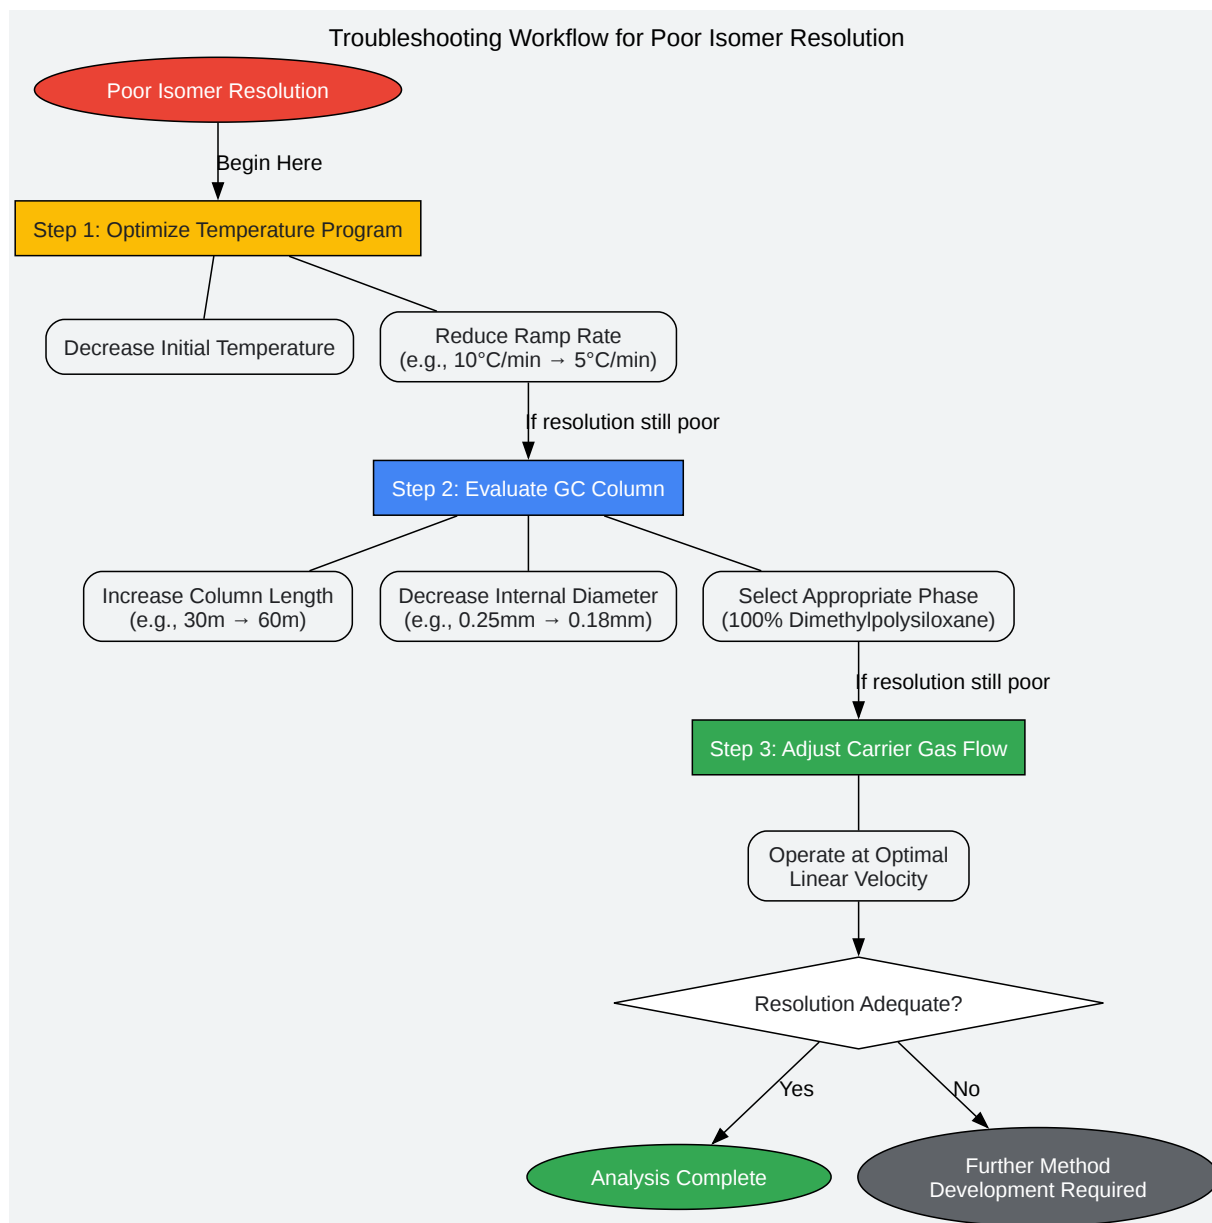 Troubleshooting Workflow for Poor Isomer Resolution
Poor Isomer Resolution
Begin Here
Step 1: Optimize Temperature Program
Decrease Initial Temperature
Reduce Ramp Rate
(e.g., 10°C/min → 5°C/min)
If resolution still poor
Step 2: Evaluate GC Column
Increase Column Length
(e.g., 30m → 60m)
Decrease Internal Diameter
(e.g., 0.25mm → 0.18mm)
Select Appropriate Phase
(100% Dimethylpolysiloxane)
If resolution still poor
Step 3: Adjust Carrier Gas Flow
Operate at Optimal
Linear Velocity
Resolution Adequate?
Yes
No
Analysis Complete
Further Method
Development Required